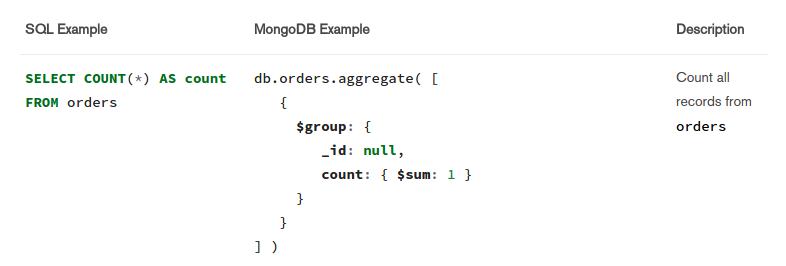 SQL Example MongoDB Example Description
SELECT COUNT(*) AS count db.orders.aggregate( [ Count all
FROM orders { records from
$group: { orders
_id: null,
count: { $sum: 1 }
}
}
] )